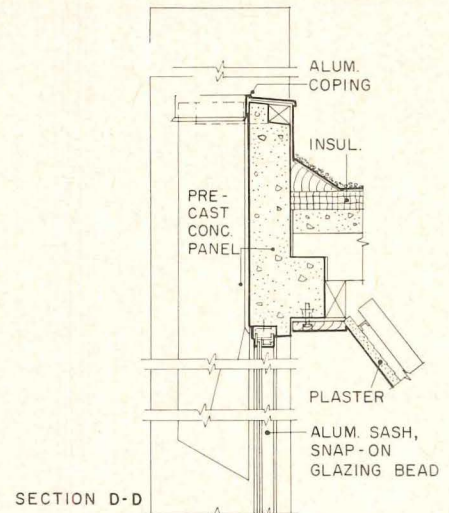 ALUM.
COPING
INSUL.
PRE-
CAST
CONC.
PANEL
PLASTER
ALUM. SASH,
SNAP-ON
GLAZING BEAD
SECTION D-D